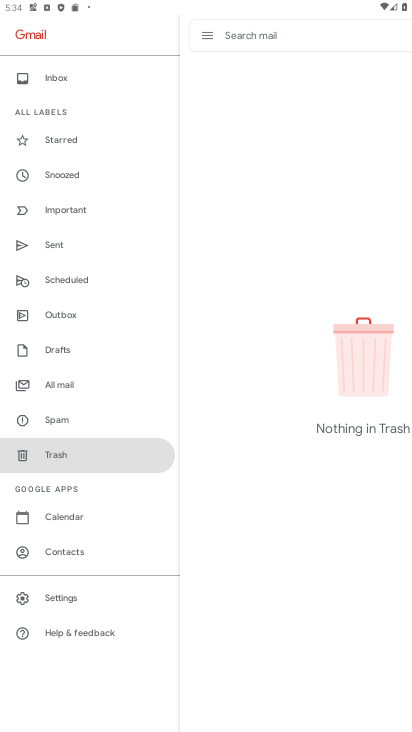 5:34
Gmail
Search mail
Inbox
ALL LABELS
Starred
Snoozed
Important
Sent
Scheduled
Outbox
Drafts
All mail
Spam
Trash
Nothing in Trash
GOOGLE APPS
Calendar
Contacts
Settings
Help & feedback